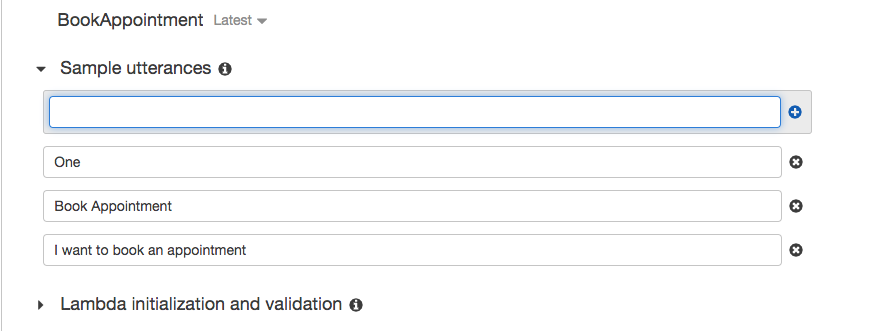 BookAppointment Latest
Sample utterances
One
Book Appointment
I want to book an appointment
Lambda initialization and validation